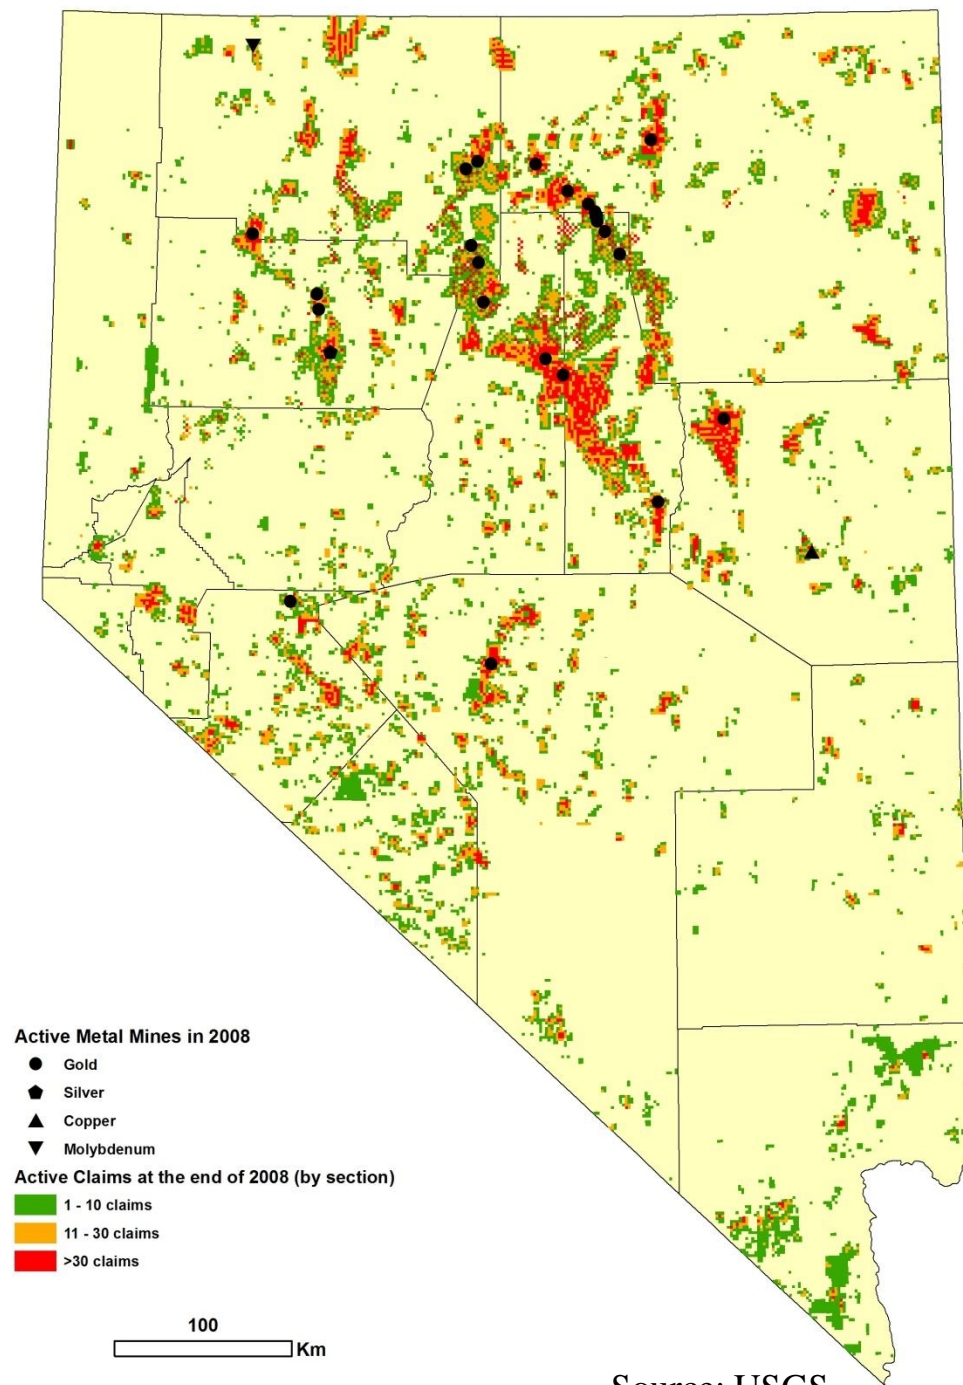 Active Metal Mines in 2008
Gold
Silver
Copper
Molybdenum
Active Claims at the end of 2008 (by section)
1 - 10 claims
11 - 30 claims
>30 claims
100
Km
Source: USGS